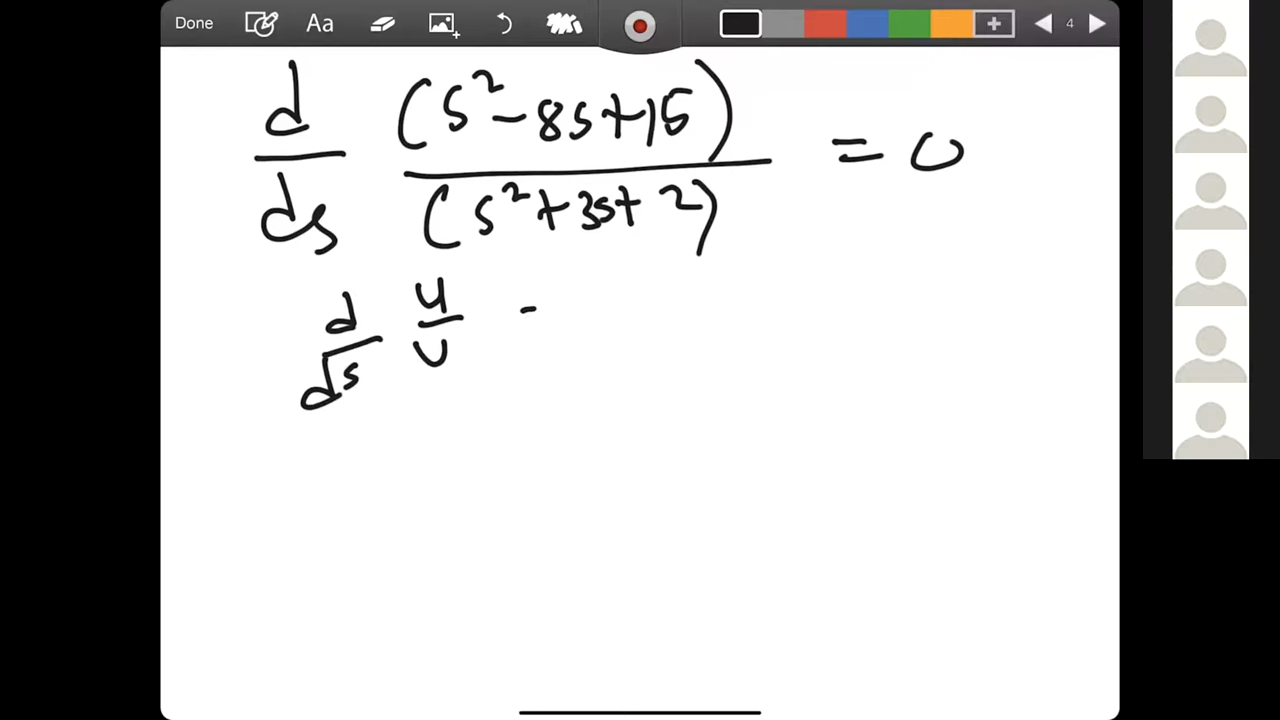 Done Aa 4
d/ds (s²-8s+15)/(s²+3s+2) = 0
d/ds u/v =